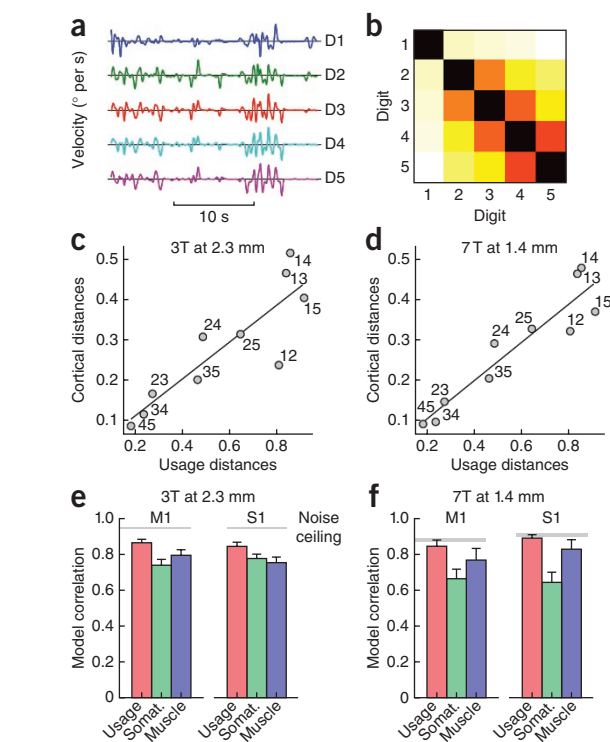 a
Velocity (° per s)
D1
D2
D3
D4
D5
10 s
b
Digit
1
2
3
4
5
1 2 3 4 5
Digit
c
3T at 2.3 mm
Cortical distances
0.5
0.4
0.3
0.2
0.1
14
13
15
24
25
12
35
23
34
45
0.2 0.4 0.6 0.8
Usage distances
d
7 T at 1.4 mm
Cortical distances
0.5
0.4
0.3
0.2
0.1
14
13
15
24
25
12
35
23
45
34
0.2 0.4 0.6 0.8
Usage distances
e
3T at 2.3 mm
M1 S1
Noise
ceiling
Model correlation
1.0
0.8
0.6
0.4
0.2
0
Usage Somat. Muscle Usage Somat. Muscle
f
7T at 1.4 mm
M1 S1
Model correlation
1.0
0.8
0.6
0.4
0.2
0
Usage Somat. Muscle Usage Somat. Muscle